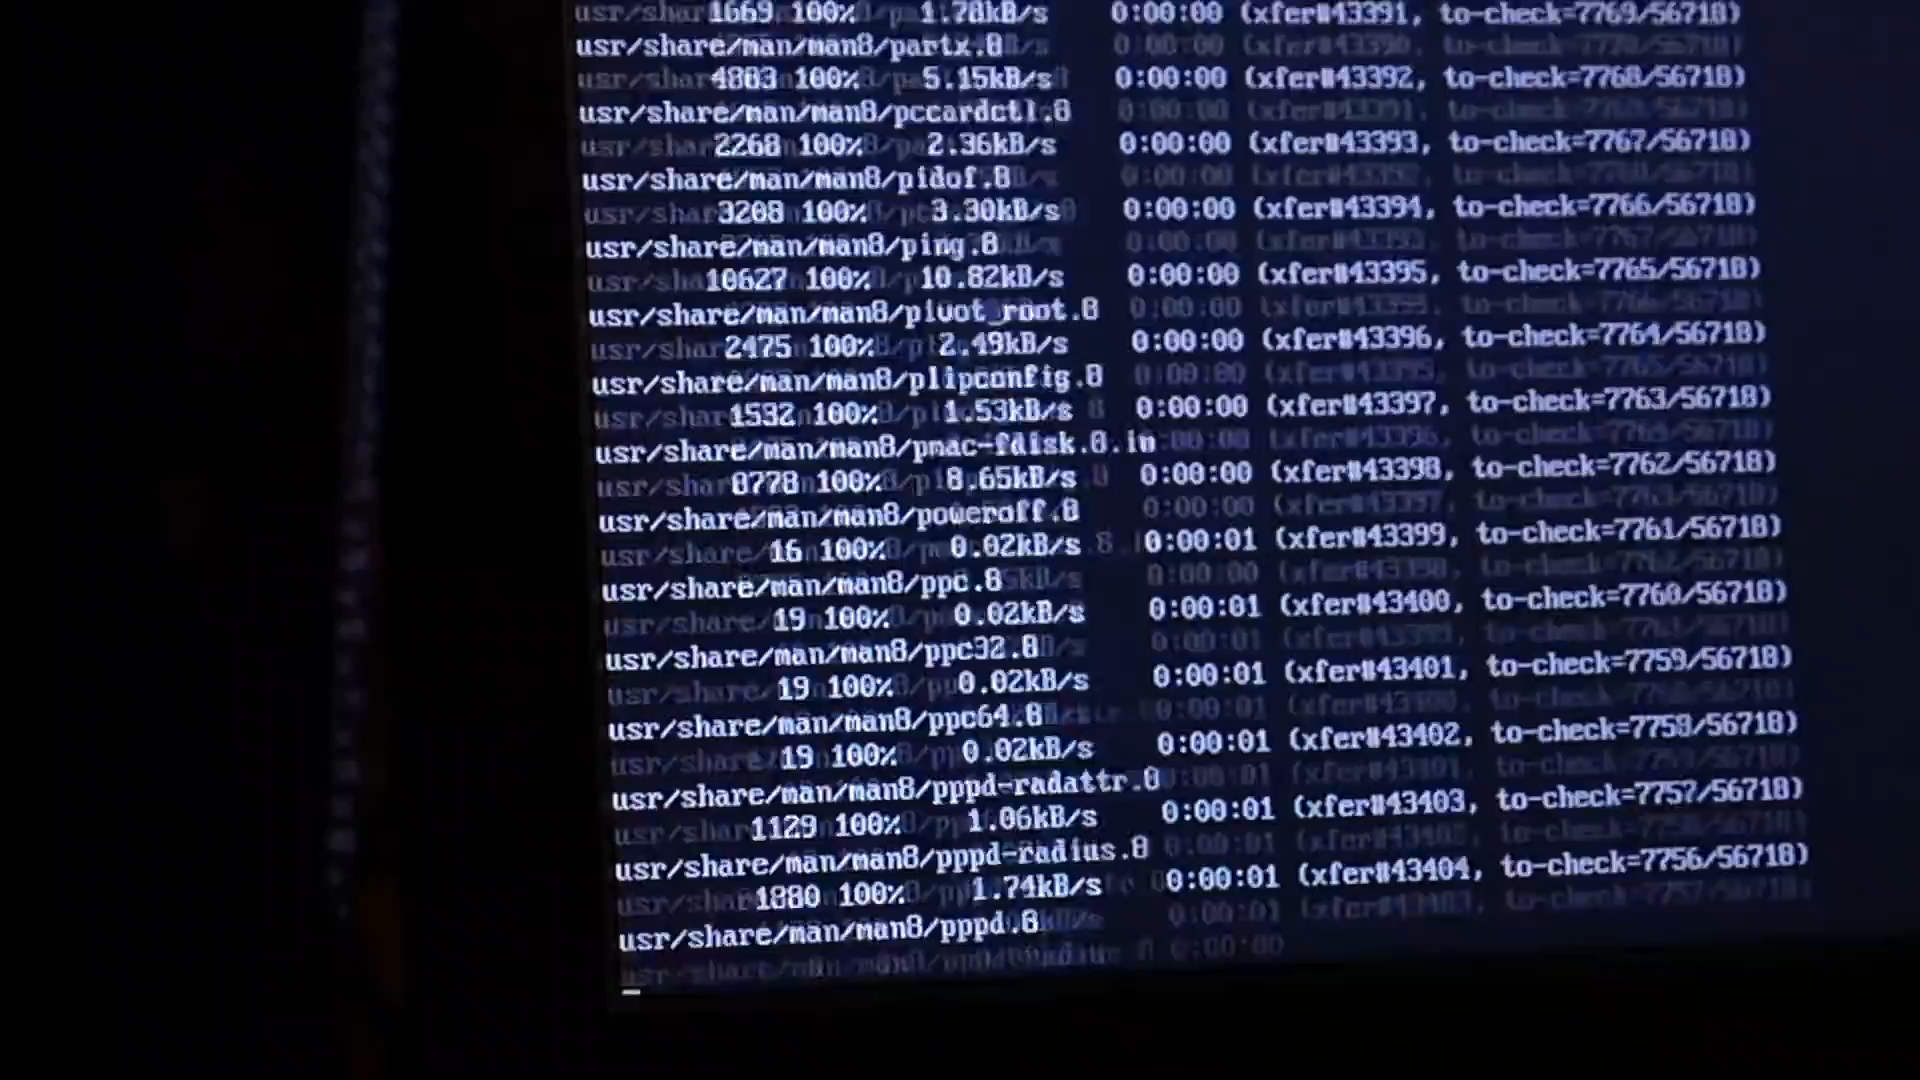 1669 100% 1.78kB/s 0:00:00 (xfer#43391, to-check=7769/56718)
usr/share/man/man8/partx.8
4883 100% 5.15kB/s 0:00:00 (xfer#43392, to-check=7768/56718)
usr/share/man/man8/pccardctl.8
2268 100% 2.36kB/s 0:00:00 (xfer#43393, to-check=7767/56718)
usr/share/man/man8/pidof.8
3208 100% 3.30kB/s 0:00:00 (xfer#43394, to-check=7766/56718)
usr/share/man/man8/ping.8
10627 100% 10.82kB/s 0:00:00 (xfer#43395, to-check=7765/56718)
usr/share/man/man8/pivot_root.8
2475 100% 2.49kB/s 0:00:00 (xfer#43396, to-check=7764/56718)
usr/share/man/man8/plipconfig.8
1532 100% 1.53kB/s 0:00:00 (xfer#43397, to-check=7763/56718)
usr/share/man/man8/pmac-fdisk.8.in
8778 100% 8.65kB/s 0:00:00 (xfer#43398, to-check=7762/56718)
usr/share/man/man8/poweroff.8
16 100% 0.02kB/s 0:00:01 (xfer#43399, to-check=7761/56718)
usr/share/man/man8/ppc.8
19 100% 0.02kB/s 0:00:01 (xfer#43400, to-check=7760/56718)
usr/share/man/man8/ppc32.8
19 100% 0.02kB/s 0:00:01 (xfer#43401, to-check=7759/56718)
usr/share/man/man8/ppc64.8
19 100% 0.02kB/s 0:00:01 (xfer#43402, to-check=7758/56718)
usr/share/man/man8/pppd-radattr.8
1129 100% 1.06kB/s 0:00:01 (xfer#43403, to-check=7757/56718)
usr/share/man/man8/pppd-radius.8
1880 100% 1.74kB/s 0:00:01 (xfer#43404, to-check=7756/56718)
usr/share/man/man8/pppd.8